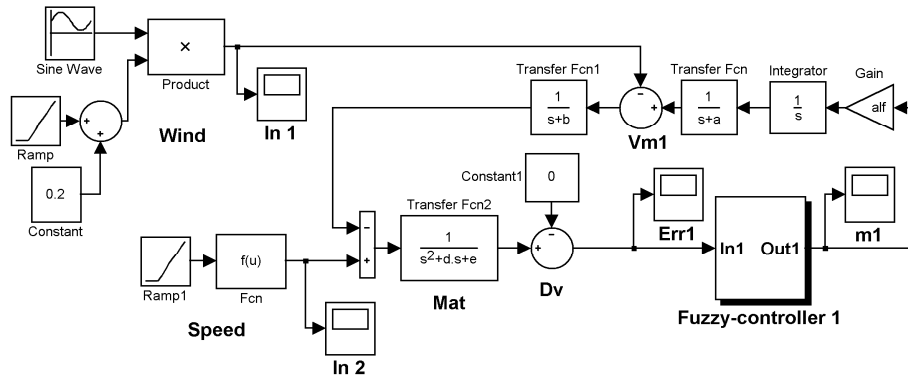 Sine Wave
×
Product
Wind
In 1
Ramp
+
+
0.2
Constant
Transfer Fcn1
1
s+b
−
+
Vm1
Transfer Fcn
1
s+a
Integrator
1
s
Gain
alf
Constant1
0
Ramp1
f(u)
Fcn
Speed
In 2
−
+
Transfer Fcn2
1
s2+d.s+e
Mat
−
+
Dv
Err1
In1
Out1
Fuzzy-controller 1
m1